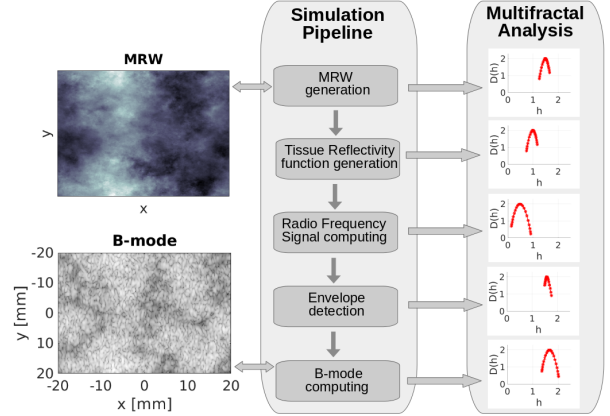 Simulation
Pipeline
Multifractal
Analysis
MRW
y
x
MRW
generation
Tissue Reflectivity
function generation
Radio Frequency
Signal computing
Envelope
detection
B-mode
computing
B-mode
y [mm]
-20
-10
0
10
20
-20 -10 0 10 20
x [mm]
D(h)
2
1
0
0 1 2
h
D(h)
2
1
0
0 1 2
h
D(h)
2
1
0
0 1 2
h
D(h)
2
1
0
0 1 2
h
D(h)
2
1
0
0 1 2
h